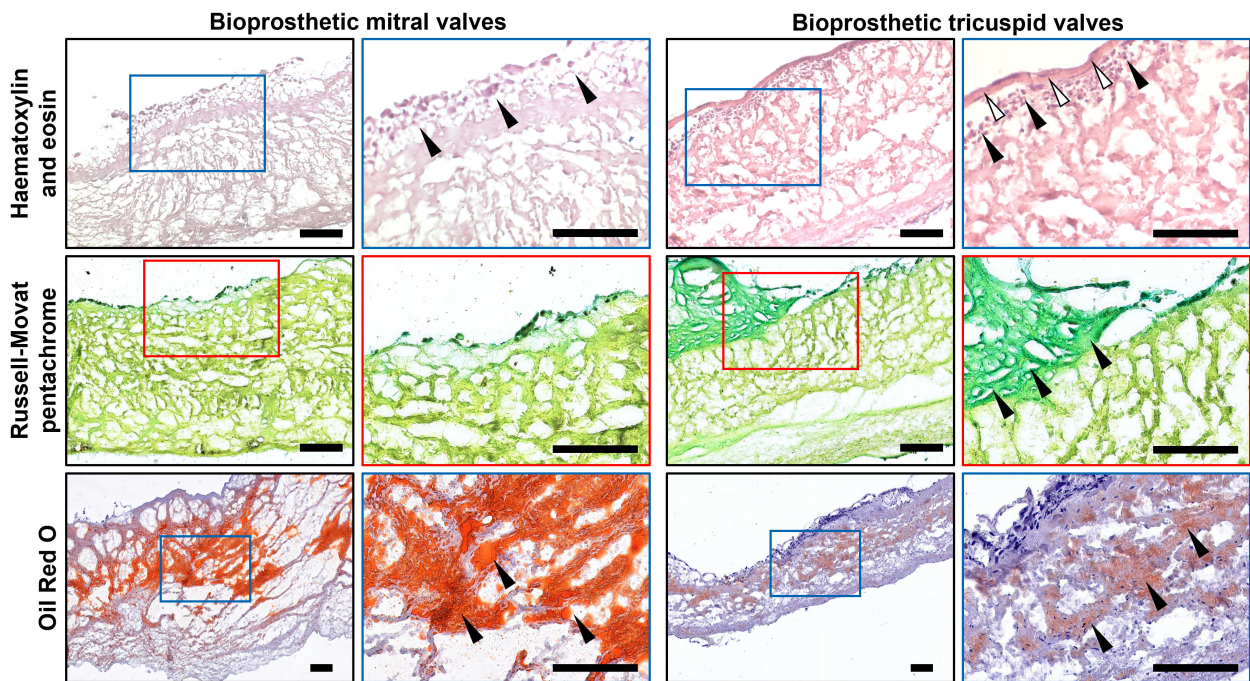 Bioprosthetic mitral valves
Bioprosthetic tricuspid valves
Haematoxylin
and eosin
Russell-Movat
pentachrome
Oil Red O